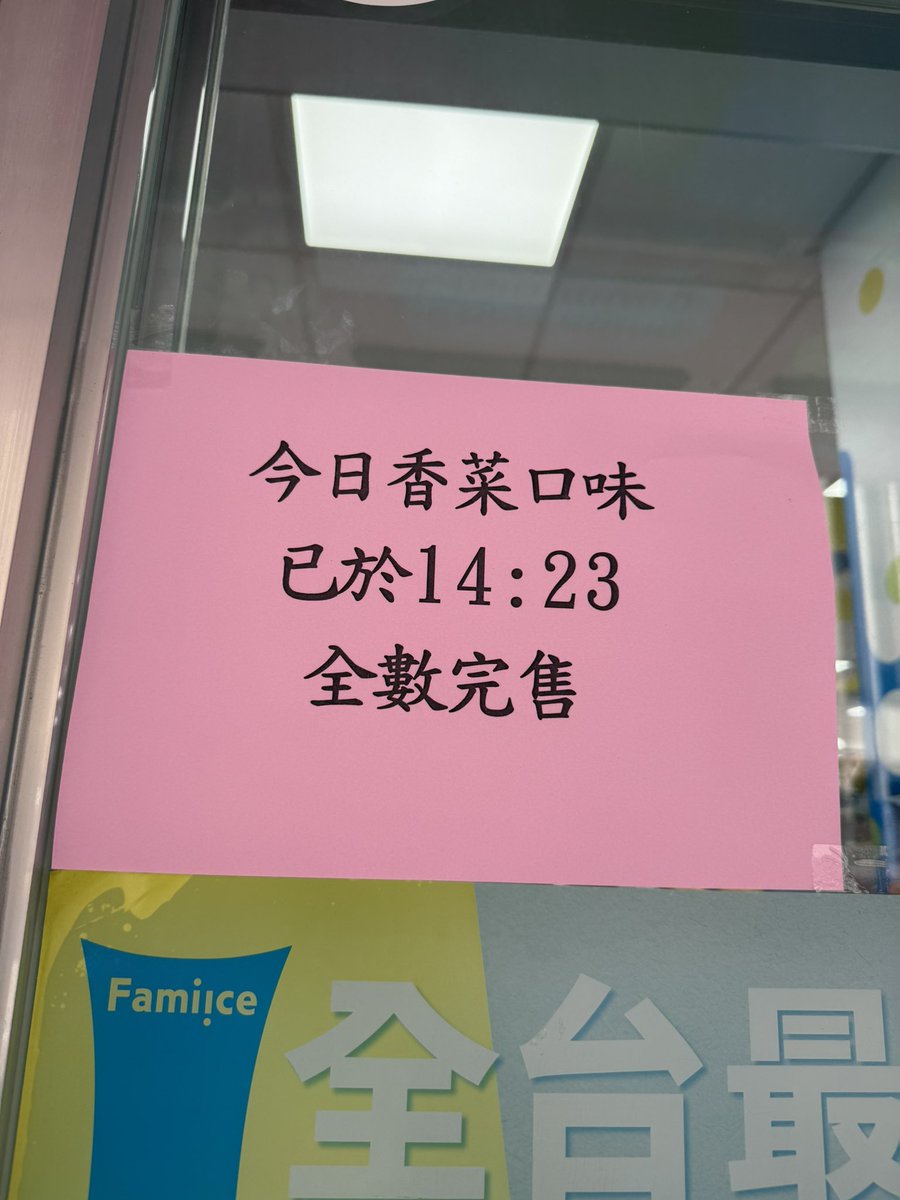 今日香菜口味
已於14:23
全數完售
Famiice
全台最